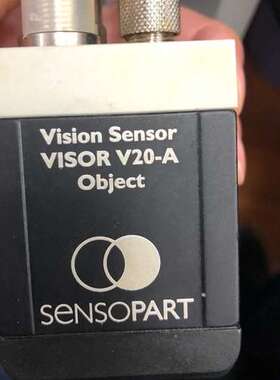 Vision Sensor
VISOR V20-A
Object
SENSOPART